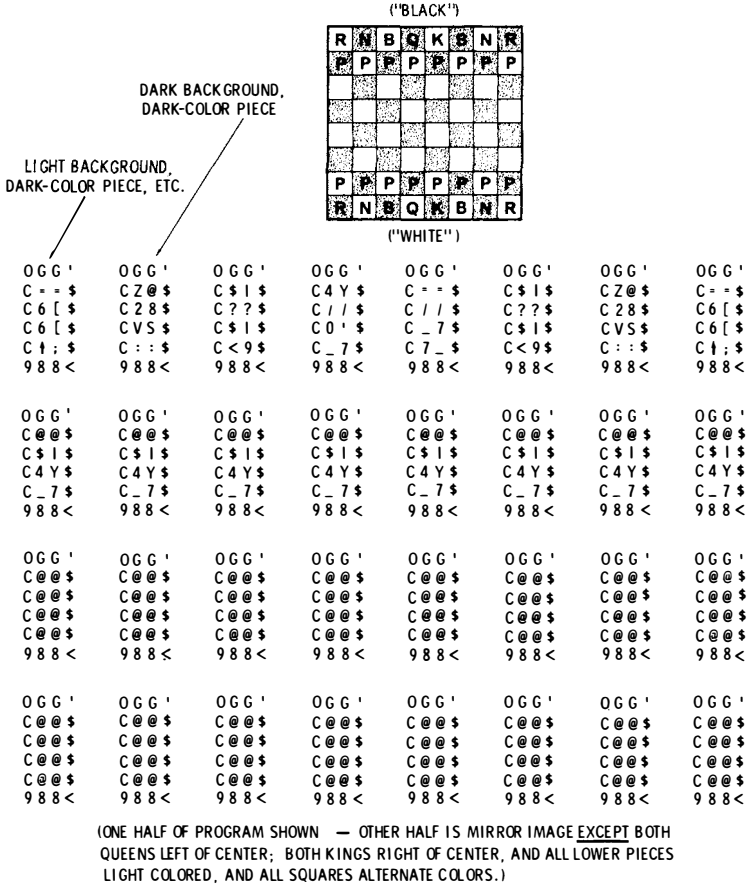 ("BLACK")
R N B Q K B N R
P P P P P P P P
P P P P P P P P
R N B Q K B N R
("WHITE")
DARK BACKGROUND,
DARK-COLOR PIECE
LIGHT BACKGROUND,
DARK-COLOR PIECE, ETC.
OGG' OGG' OGG' OGG' OGG' OGG' OGG' OGG'
C==$ CZ@$ C$I$ C4Y$ C==$ C$I$ CZ@$ C==$
C6[$ C28$ C??$ C//$ C//$ C??$ C28$ C6[$
C6[$ CVS$ C$I$ C0'$ C_7$ C$I$ CVS$ C6[$
C↑;$ C::$ C<9$ C_7$ C7_$ C<9$ C::$ C↑;$
988< 988< 988< 988< 988< 988< 988< 988<
OGG' OGG' OGG' OGG' OGG' OGG' OGG' OGG'
C@@$ C@@$ C@@$ C@@$ C@@$ C@@$ C@@$ C@@$
C$I$ C$I$ C$I$ C$I$ C$I$ C$I$ C$I$ C$I$
C4Y$ C4Y$ C4Y$ C4Y$ C4Y$ C4Y$ C4Y$ C4Y$
C_7$ C_7$ C_7$ C_7$ C_7$ C_7$ C_7$ C_7$
988< 988< 988< 988< 988< 988< 988< 988<
OGG' OGG' OGG' OGG' OGG' OGG' OGG' OGG'
C@@$ C@@$ C@@$ C@@$ C@@$ C@@$ C@@$ C@@$
C@@$ C@@$ C@@$ C@@$ C@@$ C@@$ C@@$ C@@$
C@@$ C@@$ C@@$ C@@$ C@@$ C@@$ C@@$ C@@$
C@@$ C@@$ C@@$ C@@$ C@@$ C@@$ C@@$ C@@$
988< 988< 988< 988< 988< 988< 988< 988<
OGG' OGG' OGG' OGG' OGG' OGG' OGG' OGG'
C@@$ C@@$ C@@$ C@@$ C@@$ C@@$ C@@$ C@@$
C@@$ C@@$ C@@$ C@@$ C@@$ C@@$ C@@$ C@@$
C@@$ C@@$ C@@$ C@@$ C@@$ C@@$ C@@$ C@@$
C@@$ C@@$ C@@$ C@@$ C@@$ C@@$ C@@$ C@@$
988< 988< 988< 988< 988< 988< 988< 988<
(ONE HALF OF PROGRAM SHOWN — OTHER HALF IS MIRROR IMAGE EXCEPT BOTH
QUEENS LEFT OF CENTER; BOTH KINGS RIGHT OF CENTER, AND ALL LOWER PIECES
LIGHT COLORED, AND ALL SQUARES ALTERNATE COLORS.)